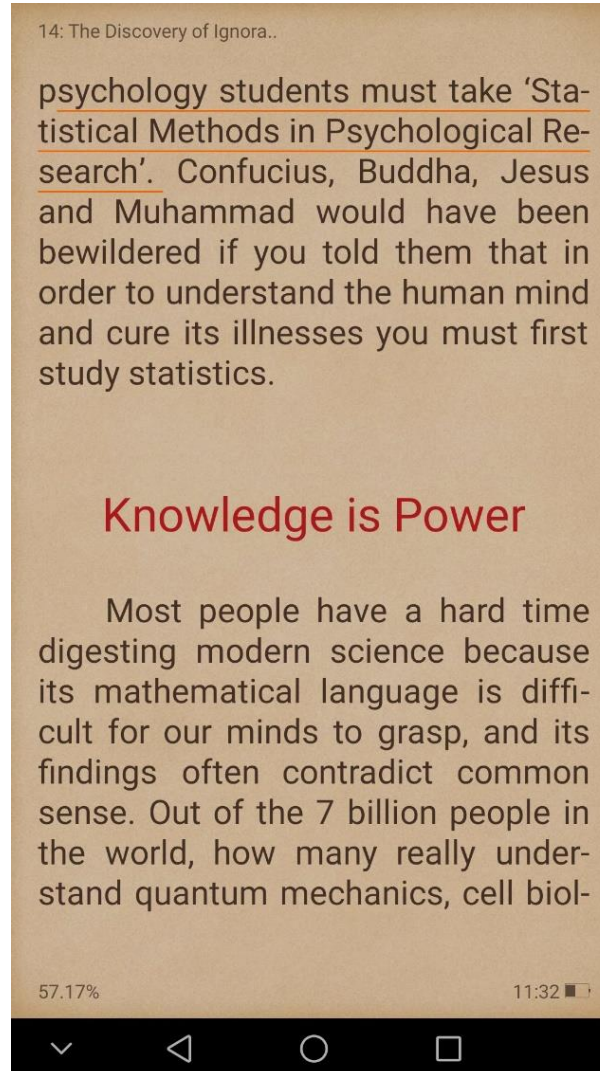 14: The Discovery of Ignora..
psychology students must take ‘Sta-
tistical Methods in Psychological Re-
search’. Confucius, Buddha, Jesus
and Muhammad would have been
bewildered if you told them that in
order to understand the human mind
and cure its illnesses you must first
study statistics.
Knowledge is Power
Most people have a hard time
digesting modern science because
its mathematical language is diffi-
cult for our minds to grasp, and its
findings often contradict common
sense. Out of the 7 billion people in
the world, how many really under-
stand quantum mechanics, cell biol-
57.17% 11:32